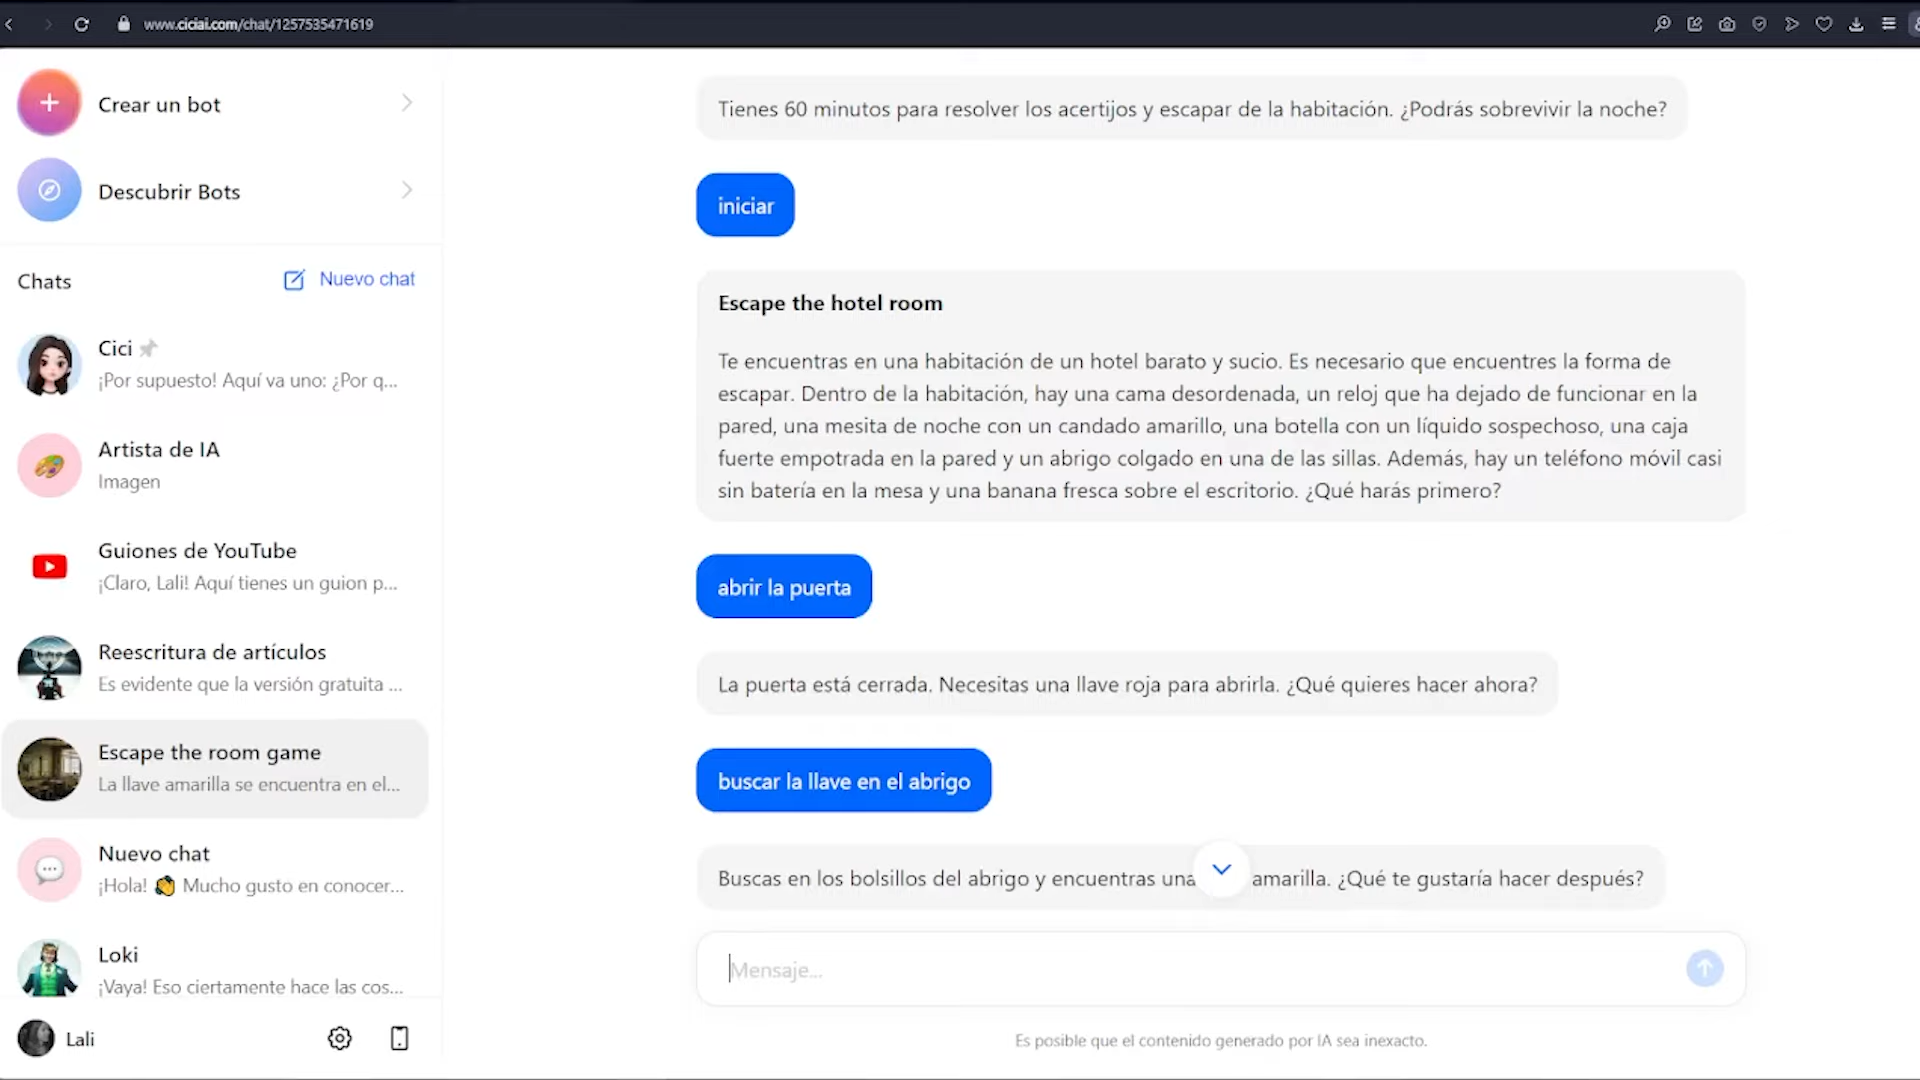 www.ciciai.com/chat/1257535471619
Crear un bot
Descubrir Bots
Chats
Nuevo chat
Cici
¡Por supuesto! Aquí va uno: ¿Por q...
Artista de IA
Imagen
Guiones de YouTube
¡Claro, Lali! Aquí tienes un guion p...
Reescritura de artículos
Es evidente que la versión gratuita ...
Escape the room game
La llave amarilla se encuentra en el...
Nuevo chat
¡Hola! 👏 Mucho gusto en conocer...
Loki
¡Vaya! Eso ciertamente hace las cos...
Lali
Tienes 60 minutos para resolver los acertijos y escapar de la habitación. ¿Podrás sobrevivir la noche?
iniciar
Escape the hotel room
Te encuentras en una habitación de un hotel barato y sucio. Es necesario que encuentres la forma de
escapar. Dentro de la habitación, hay una cama desordenada, un reloj que ha dejado de funcionar en la
pared, una mesita de noche con un candado amarillo, una botella con un líquido sospechoso, una caja
fuerte empotrada en la pared y un abrigo colgado en una de las sillas. Además, hay un teléfono móvil casi
sin batería en la mesa y una banana fresca sobre el escritorio. ¿Qué harás primero?
abrir la puerta
La puerta está cerrada. Necesitas una llave roja para abrirla. ¿Qué quieres hacer ahora?
buscar la llave en el abrigo
Buscas en los bolsillos del abrigo y encuentras una amarilla. ¿Qué te gustaría hacer después?
Mensaje...
Es posible que el contenido generado por IA sea inexacto.